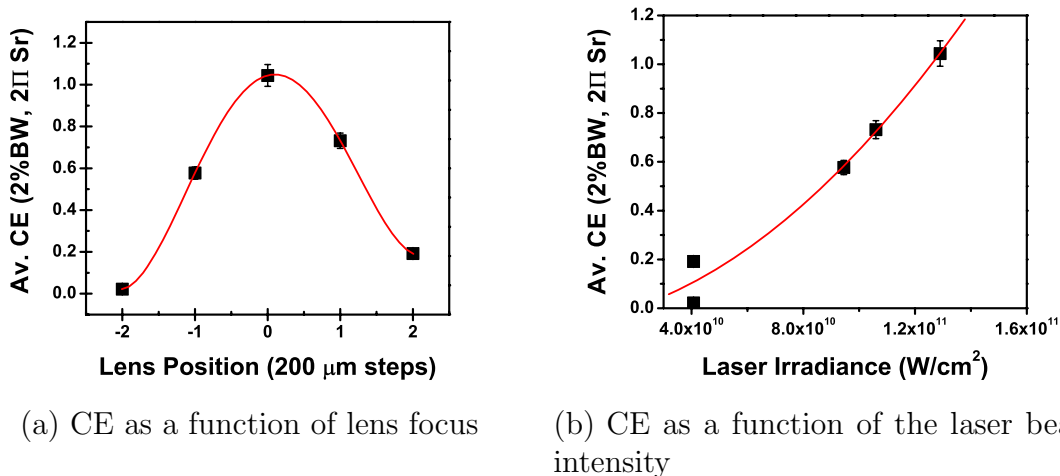 Av. CE (2%BW, 2Π Sr)
1.2
1.0
0.8
0.6
0.4
0.2
0.0
-2 -1 0 1 2
Lens Position (200 μm steps)
(a) CE as a function of lens focus
Av. CE (2%BW, 2Π Sr)
1.2
1.0
0.8
0.6
0.4
0.2
0.0
4.0x10¹⁰ 8.0x10¹⁰ 1.2x10¹¹ 1.6x10¹¹
Laser Irradiance (W/cm²)
(b) CE as a function of the laser bea
intensity